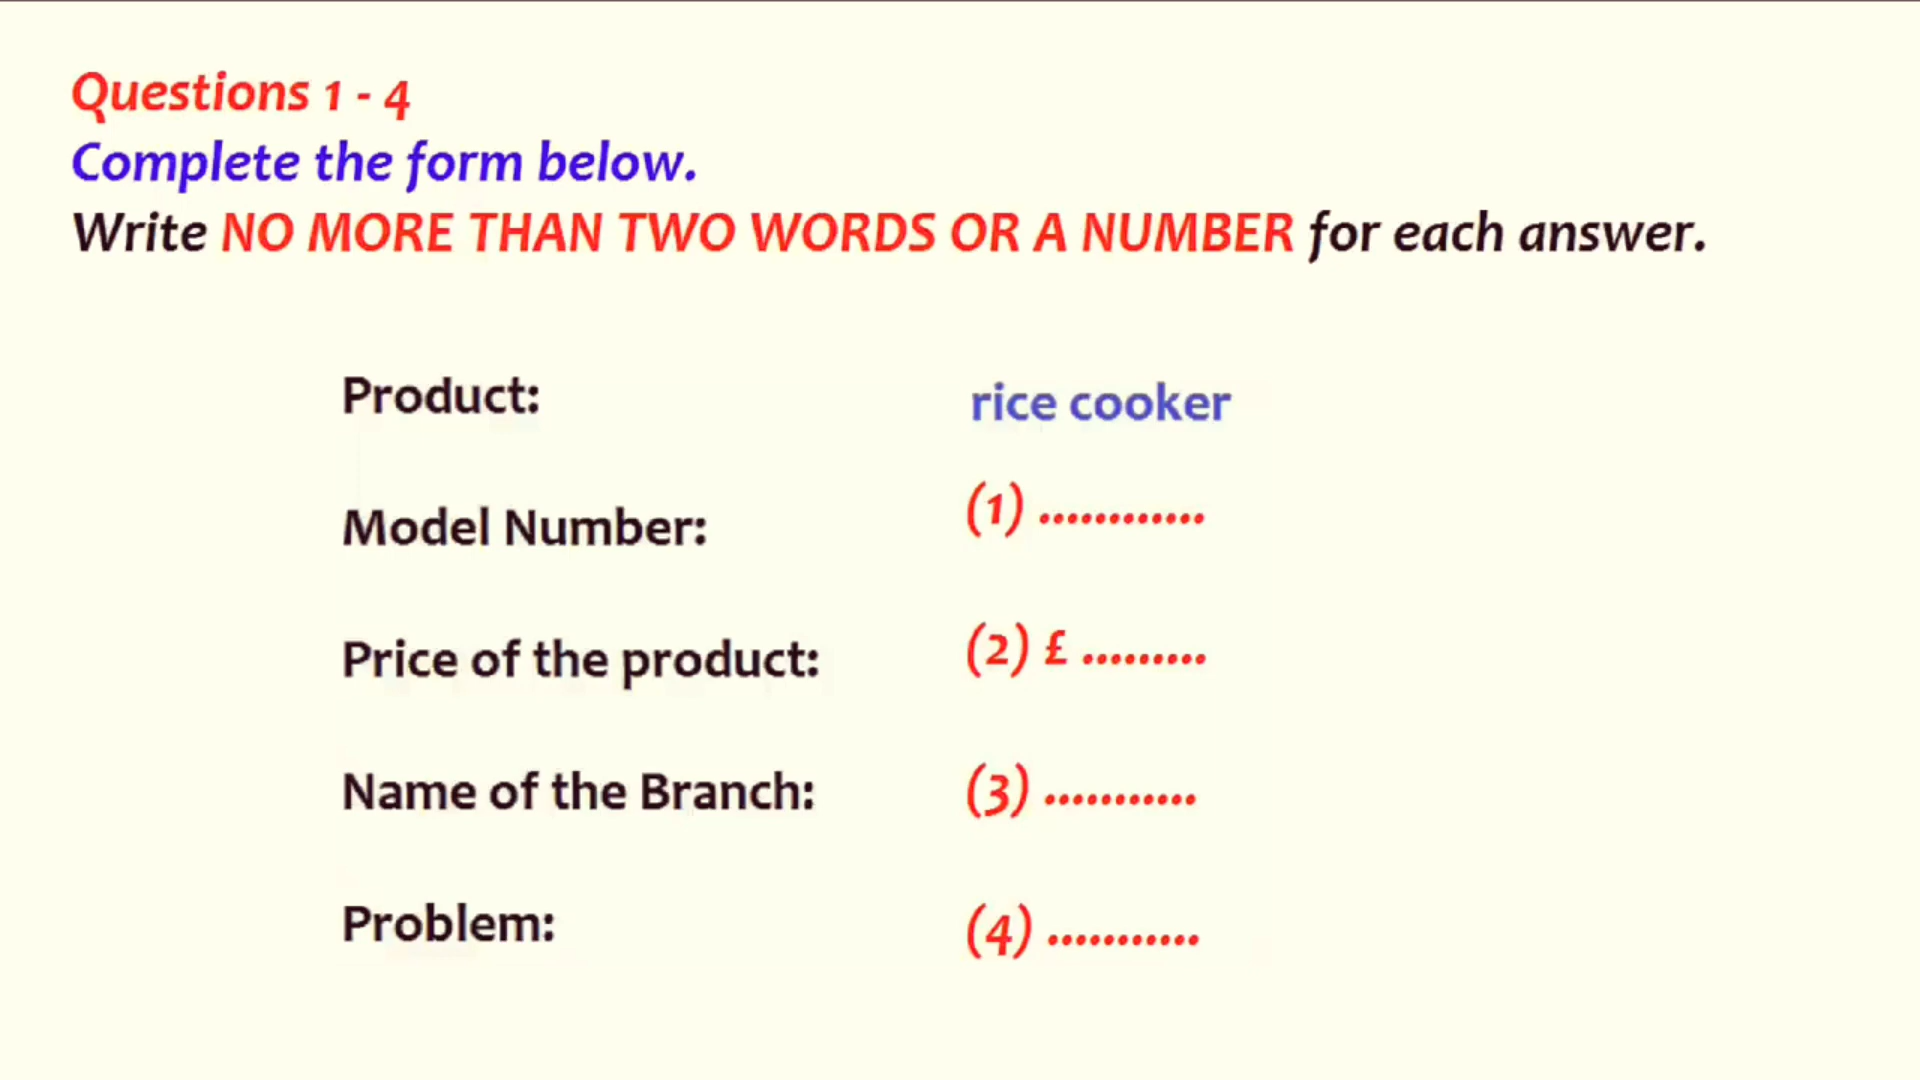 Questions 1 - 4
Complete the form below.
Write NO MORE THAN TWO WORDS OR A NUMBER for each answer.
Product: rice cooker
Model Number: (1) ............
Price of the product: (2) £ .........
Name of the Branch: (3) ...........
Problem: (4) ...........